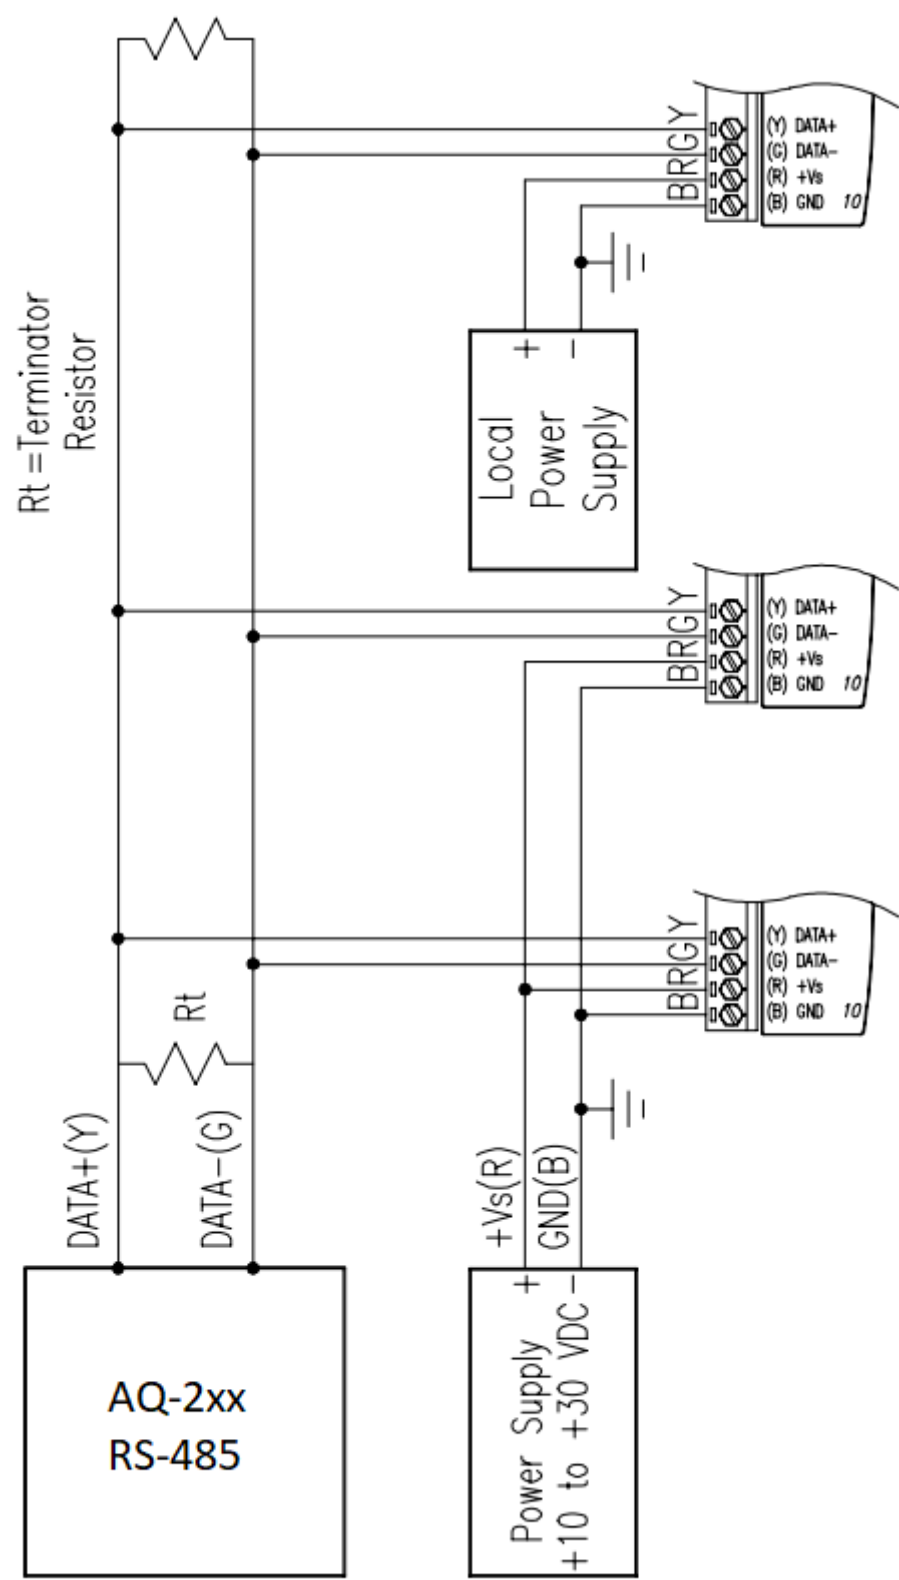 Rt =Terminator
Resistor
Y
G
R
B
(Y) DATA+
(G) DATA-
(R) +Vs
(B) GND 10
+ -
Local
Power
Supply
Y
G
R
B
(Y) DATA+
(G) DATA-
(R) +Vs
(B) GND 10
Y
G
R
B
(Y) DATA+
(G) DATA-
(R) +Vs
(B) GND 10
Rt
DATA+(Y)
DATA-(G)
+Vs(R)
GND(B)
AQ-2xx
RS-485
+ -
Power Supply
+10 to +30 VDC